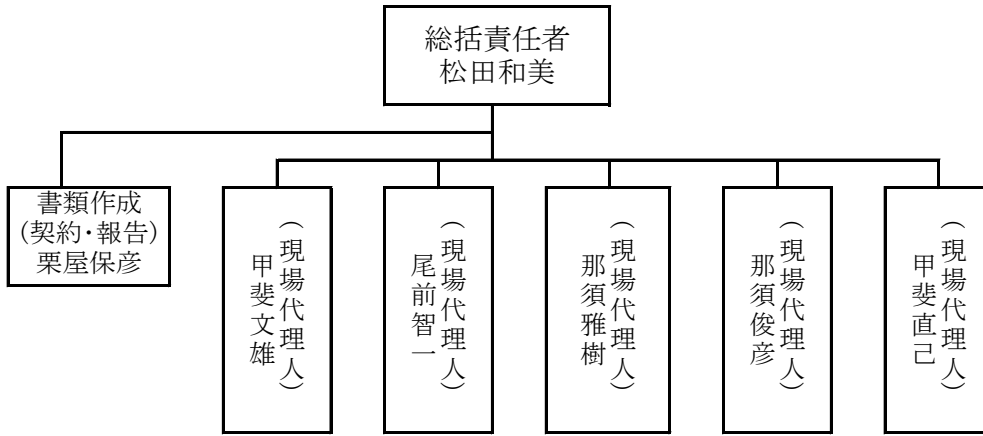 総括責任者
松田和美
書類作成
(契約・報告)
栗屋保彦
(現場代理人)
甲斐文雄
(現場代理人)
尾前智一
(現場代理人)
那須雅樹
(現場代理人)
那須俊彦
(現場代理人)
甲斐直己